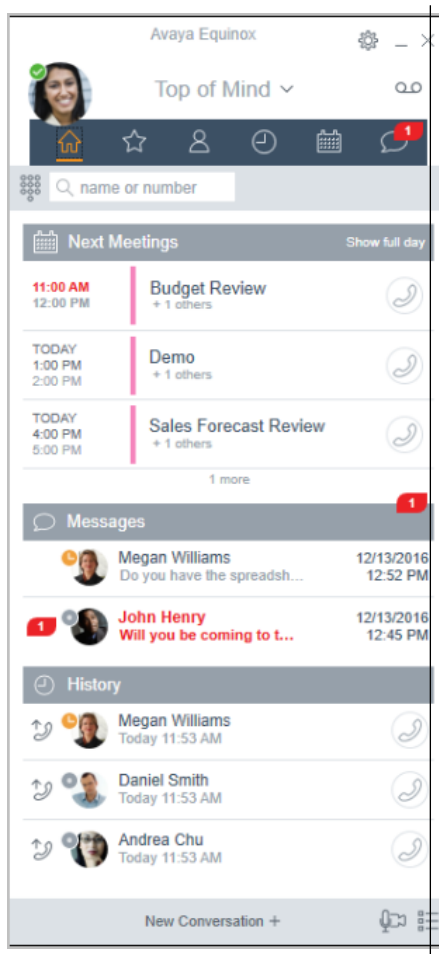 Avaya Equinox
Top of Mind
1
name or number
Next Meetings Show full day
11:00 AM Budget Review
12:00 PM + 1 others
TODAY
1:00 PM Demo
2:00 PM + 1 others
TODAY
4:00 PM Sales Forecast Review
5:00 PM + 1 others
1 more
1
Messages
Megan Williams 12/13/2016
Do you have the spreadsh... 12:52 PM
1 John Henry 12/13/2016
Will you be coming to t... 12:45 PM
History
Megan Williams
Today 11:53 AM
Daniel Smith
Today 11:53 AM
Andrea Chu
Today 11:53 AM
New Conversation +